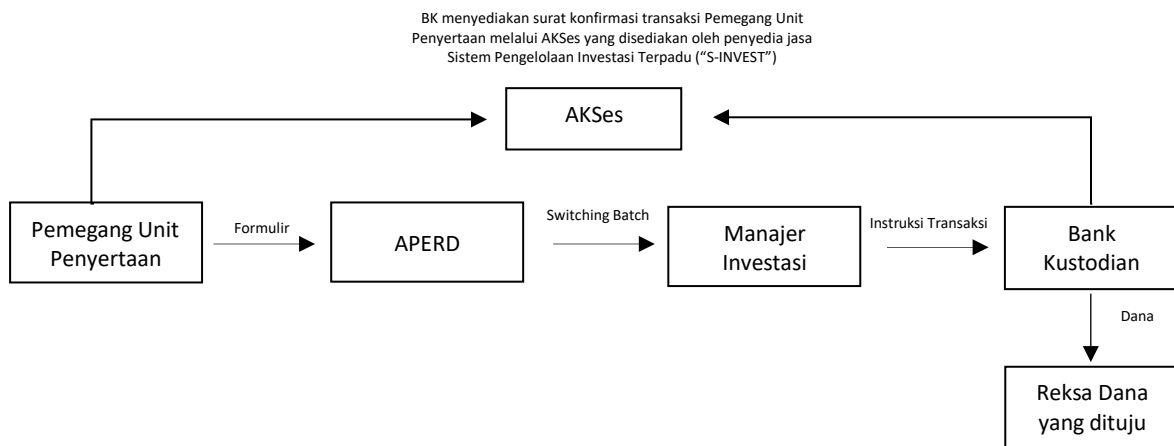 BK menyediakan surat konfirmasi transaksi Pemegang Unit
Penyertaan melalui AKSes yang disediakan oleh penyedia jasa
Sistem Pengelolaan Investasi Terpadu (“S-INVEST”)
AKSes
Pemegang Unit
Penyertaan
Formulir
APERD
Switching Batch
Manajer
Investasi
Instruksi Transaksi
Bank
Kustodian
Dana
Reksa Dana
yang dituju